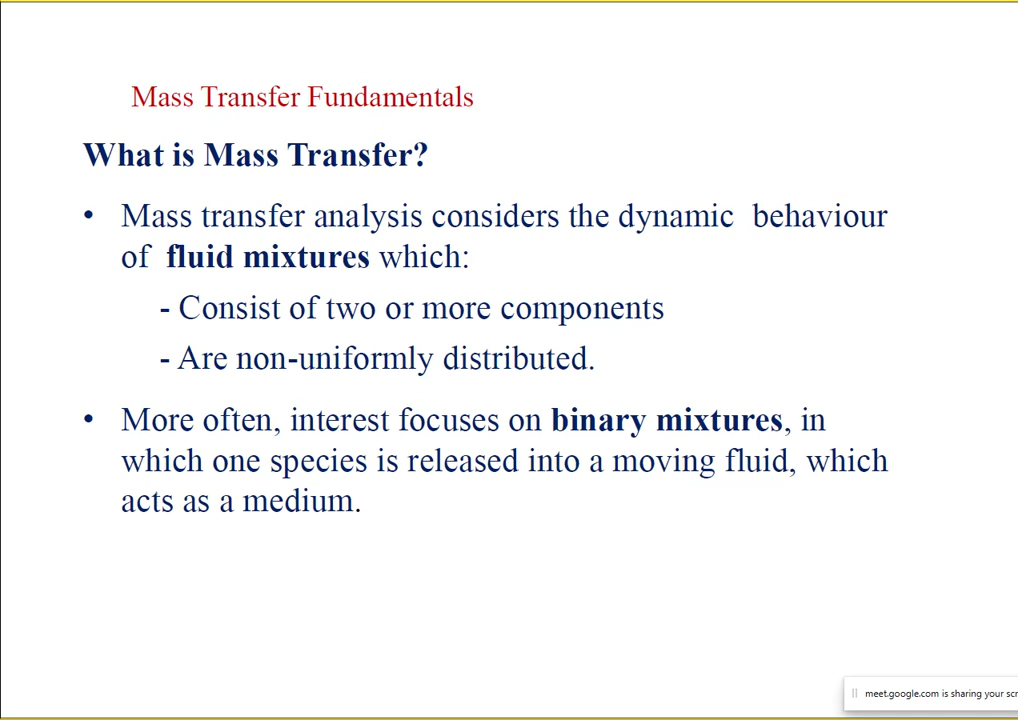 Mass Transfer Fundamentals
What is Mass Transfer?
• Mass transfer analysis considers the dynamic behaviour
of fluid mixtures which:
- Consist of two or more components
- Are non-uniformly distributed.
• More often, interest focuses on binary mixtures, in
which one species is released into a moving fluid, which
acts as a medium.
meet.google.com is sharing your